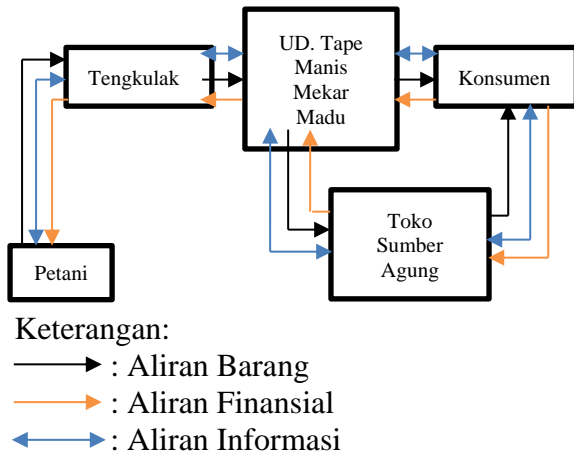 Tengkulak
UD. Tape
Manis
Mekar
Madu
Konsumen
Petani
Toko
Sumber
Agung
Keterangan:
: Aliran Barang
: Aliran Finansial
: Aliran Informasi